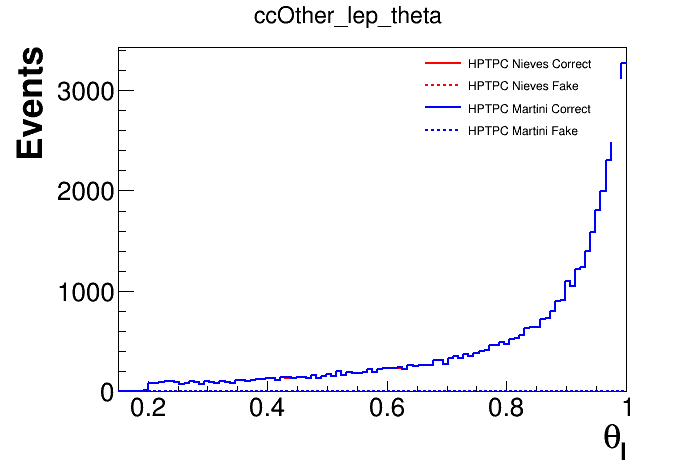 ccOther_lep_theta
Events
HPTPC Nieves Correct
HPTPC Nieves Fake
HPTPC Martini Correct
HPTPC Martini Fake
3000
2000
1000
0
0.2 0.4 0.6 0.8 1
θl